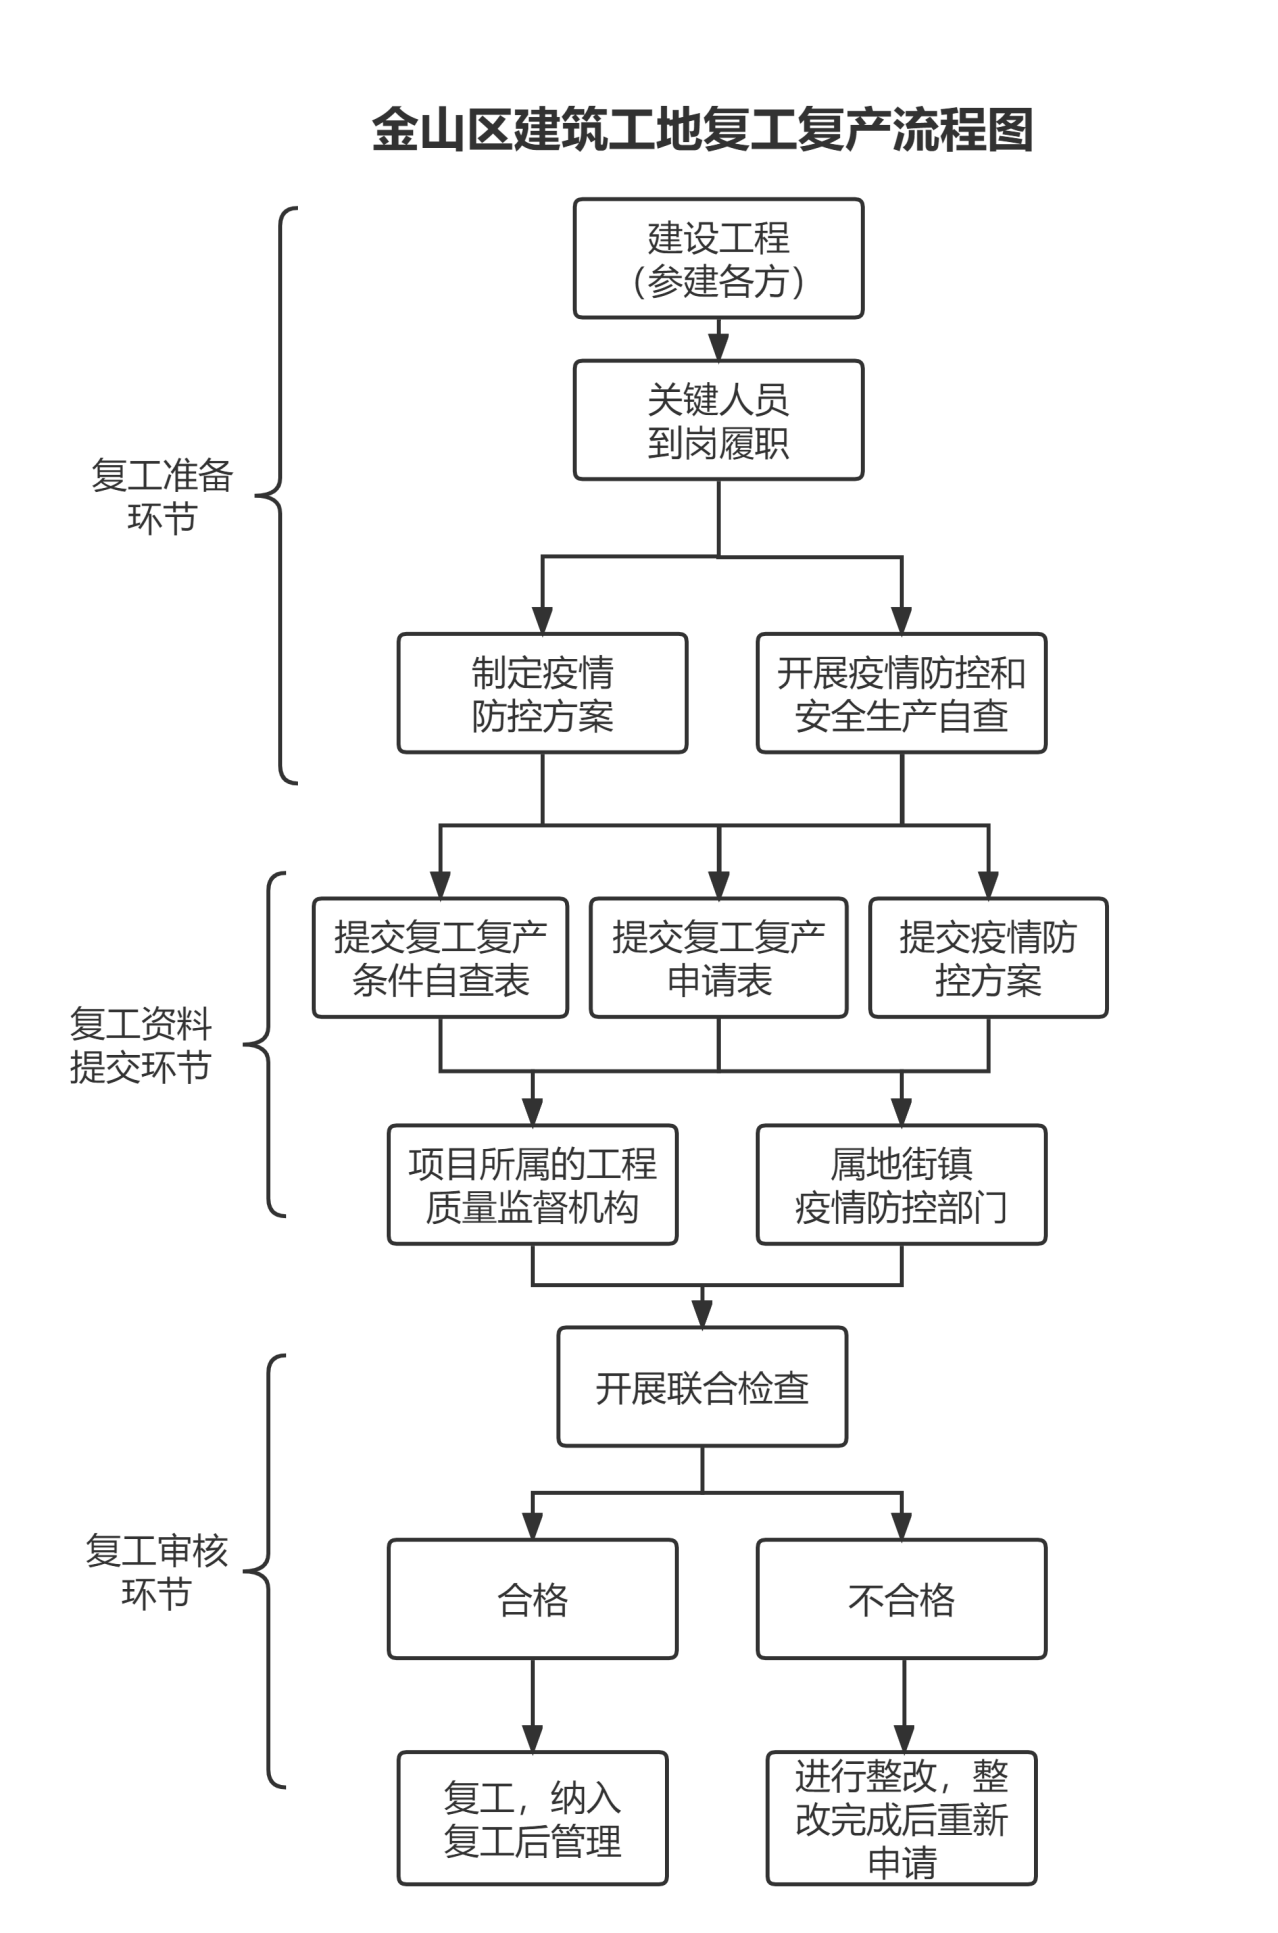 金山区建筑工地复工复产流程图
建设工程
（参建各方）
关键人员
到岗履职
复工准备
环节
制定疫情
防控方案
开展疫情防控和
安全生产自查
提交复工复产
条件自查表
提交复工复产
申请表
提交疫情防
控方案
复工资料
提交环节
项目所属的工程
质量监督机构
属地街镇
疫情防控部门
开展联合检查
复工审核
环节
合格
不合格
复工，纳入
复工后管理
进行整改，整
改完成后重新
申请